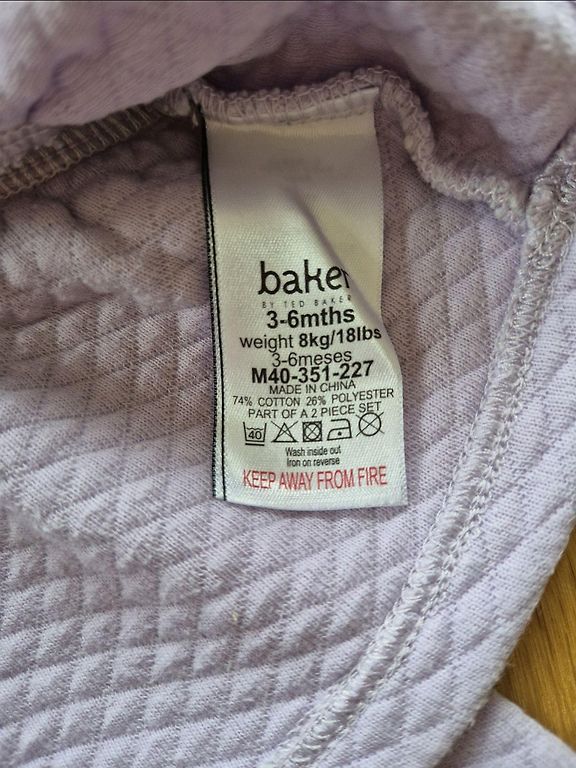 baker
BY TED BAKER
3-6mths
weight 8kg/18lbs
3-6meses
M40-351-227
MADE IN CHINA
74% COTTON 26% POLYESTER
PART OF A 2 PIECE SET
40
Wash inside out
Iron on reverse
KEEP AWAY FROM FIRE